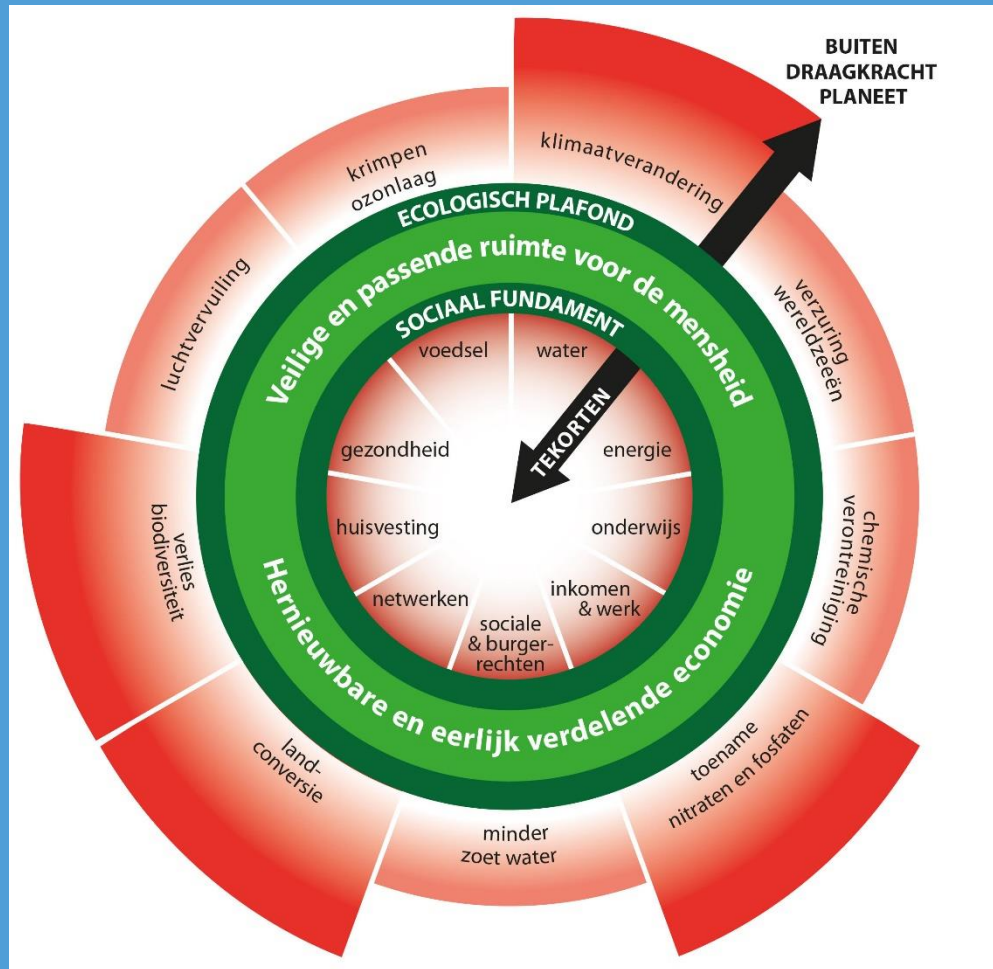 BUITEN
DRAAGKRACHT
PLANEET
klimaatverandering
krimpen
ozonlaag
ECOLOGISCH PLAFOND
Veilige en passende ruimte voor de mensheid
SOCIAAL FUNDAMENT
verzuring
wereldzeeën
luchtvervuiling
voedsel
water
TEKORTEN
gezondheid
energie
huisvesting
onderwijs
verlies
biodiversiteit
chemische
verontreiniging
netwerken
inkomen
& werk
sociale
& burger-
rechten
Hernieuwbare en eerlijk verdelende economie
land-
conversie
toename
nitraten en fosfaten
minder
zoet water